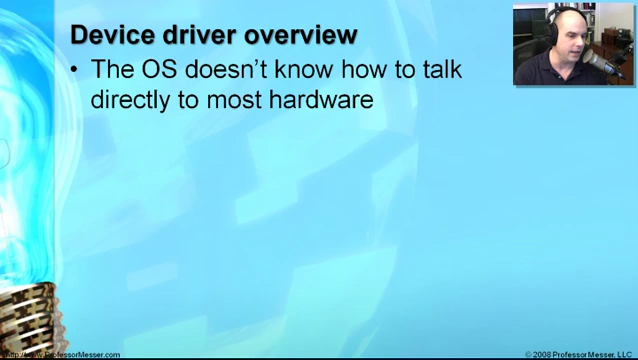 Device driver overview
• The OS doesn't know how to talk
directly to most hardware
http://www.ProfessorMesser.com
© 2008 Professor Messer, LLC